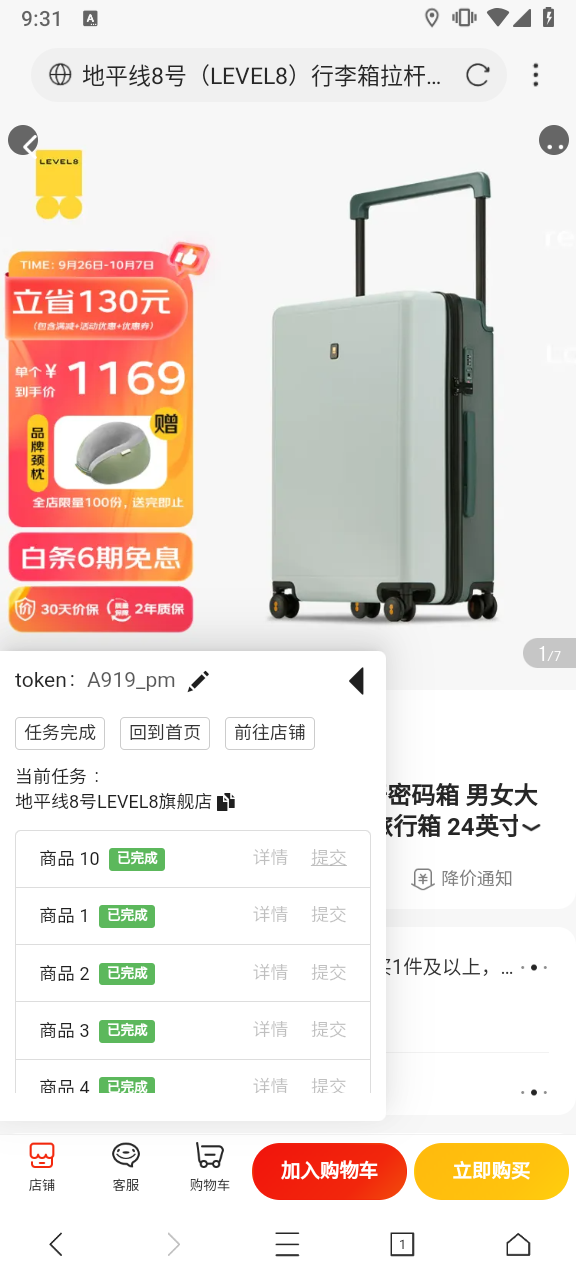 9:31
A
地平线8号（LEVEL8）行李箱拉杆...
LEVEL8
TIME: 9月26日-10月7日
立省130元
(包含满减+活动优惠+优惠券)
单个¥
到手价
1169
品牌颈枕
赠
全店限量100份，送完即止
白条6期免息
价 30天价保
2年质保
re
Lo
1/7
token： A919_pm
任务完成
回到首页
前往店铺
当前任务 ：
地平线8号LEVEL8旗舰店
密码箱 男女大
旅行箱 24英寸
降价通知
商品 10 已完成 详情 提交
商品 1 已完成 详情 提交
商品 2 已完成 详情 提交
买1件及以上，...
商品 3 已完成 详情 提交
商品 4 已完成 详情 提交
店铺
客服
购物车
加入购物车
立即购买
1